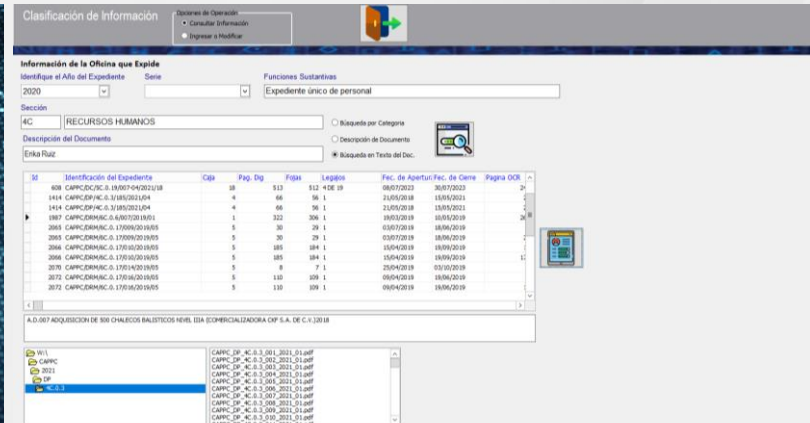 Clasificación de Información
Opciones de Operación
Consultar Información
Ingresar o Modificar
Información de la Oficina que Expide
Identifique el Año del Expediente Serie Funciones Sustantivas
2020 Expediente único de personal
Sección
4C RECURSOS HUMANOS
Búsqueda por Categoria
Descripción del Documento
Descripción de Documento
Erika Ruiz
Búsqueda en Texto del Doc.
Id Identificación del Expediente Caja Pag. Dig Fojas Legajos Fec. de Apertur Fec. de Cierre Pagina OCR
608 CAPPC/DC/SC.0.19/007-04/2021/18 18 513 512 4 DE 19 08/07/2023 30/07/2023
1414 CAPPC/DP/4C.0.3/185/2021/04 4 66 56 1 21/05/2018 15/05/2021
1414 CAPPC/DP/4C.0.3/185/2021/04 4 66 56 1 21/05/2018 15/05/2021
1987 CAPPC/DRM/6C.0.6/007/2019/01 1 322 306 1 19/03/2019 10/05/2019
2065 CAPPC/DRM/6C.0.17/009/2019/05 5 30 29 1 03/07/2019 18/06/2019
2065 CAPPC/DRM/6C.0.17/009/2019/05 5 30 29 1 03/07/2019 18/06/2019
2066 CAPPC/DRM/6C.0.17/010/2019/05 5 185 184 1 15/04/2019 19/09/2019
2066 CAPPC/DRM/6C.0.17/010/2019/05 5 185 184 1 15/04/2019 19/09/2019
2070 CAPPC/DRM/6C.0.17/014/2019/05 5 8 7 1 25/04/2019 03/10/2019
2072 CAPPC/DRM/6C.0.17/016/2019/05 5 110 109 1 09/04/2019 19/06/2019
2072 CAPPC/DRM/6C.0.17/016/2019/05 5 110 109 1 09/04/2019 19/06/2019
A.D.007 ADQUISICION DE 500 CHALECOS BALISTICOS NIVEL IIIA (COMERCIALIZADORA CKF S.A. DE C.V.)2018
W:\
CAPPC
2021
DP
4C.0.3
CAPPC_DP_4C.0.3_001_2021_01.pdf
CAPPC_DP_4C.0.3_002_2021_01.pdf
CAPPC_DP_4C.0.3_003_2021_01.pdf
CAPPC_DP_4C.0.3_004_2021_01.pdf
CAPPC_DP_4C.0.3_005_2021_01.pdf
CAPPC_DP_4C.0.3_006_2021_01.pdf
CAPPC_DP_4C.0.3_007_2021_01.pdf
CAPPC_DP_4C.0.3_008_2021_01.pdf
CAPPC_DP_4C.0.3_009_2021_01.pdf
CAPPC_DP_4C.0.3_010_2021_01.pdf